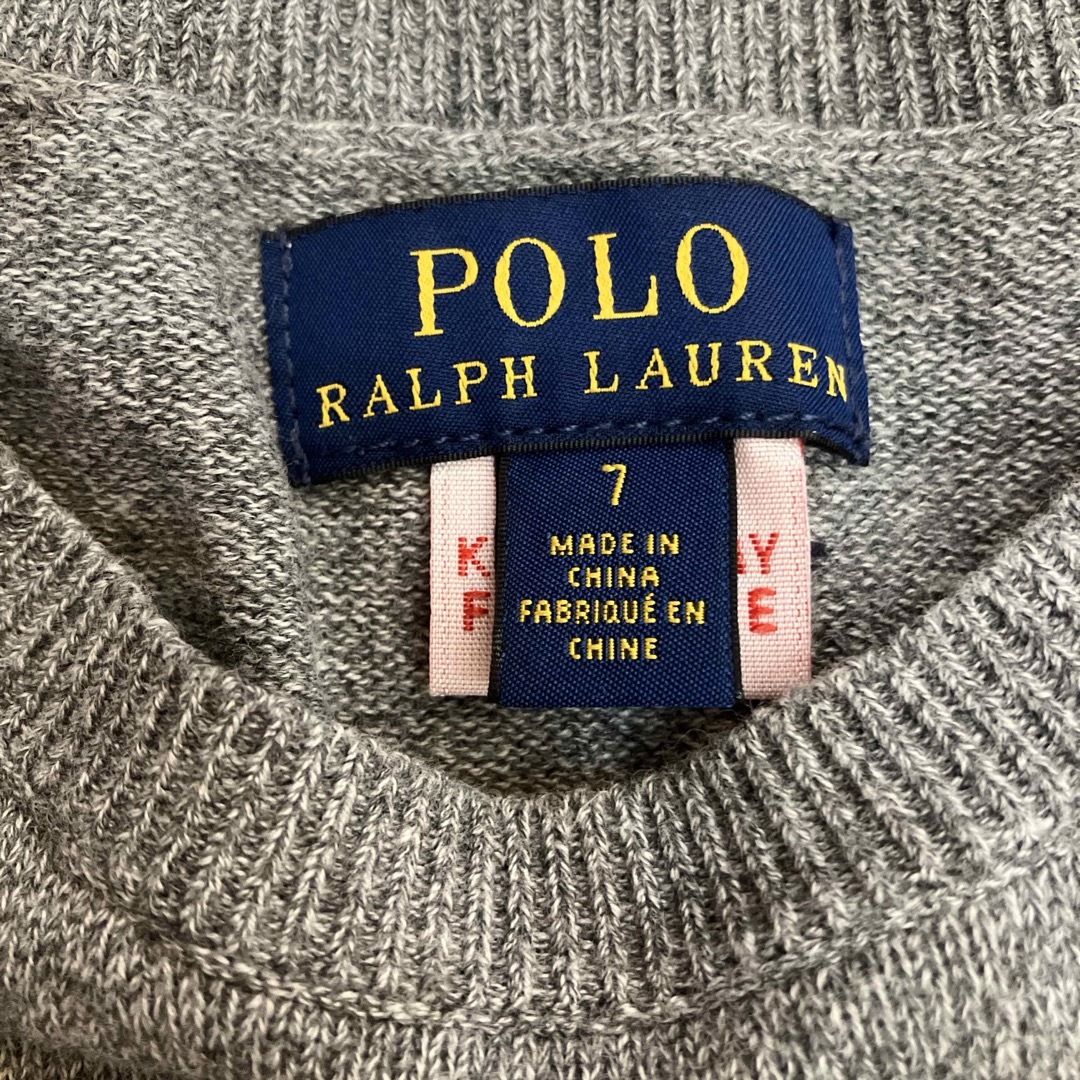 POLO
RALPH LAUREN
7
MADE IN
CHINA
FABRIQUÉ EN
CHINE